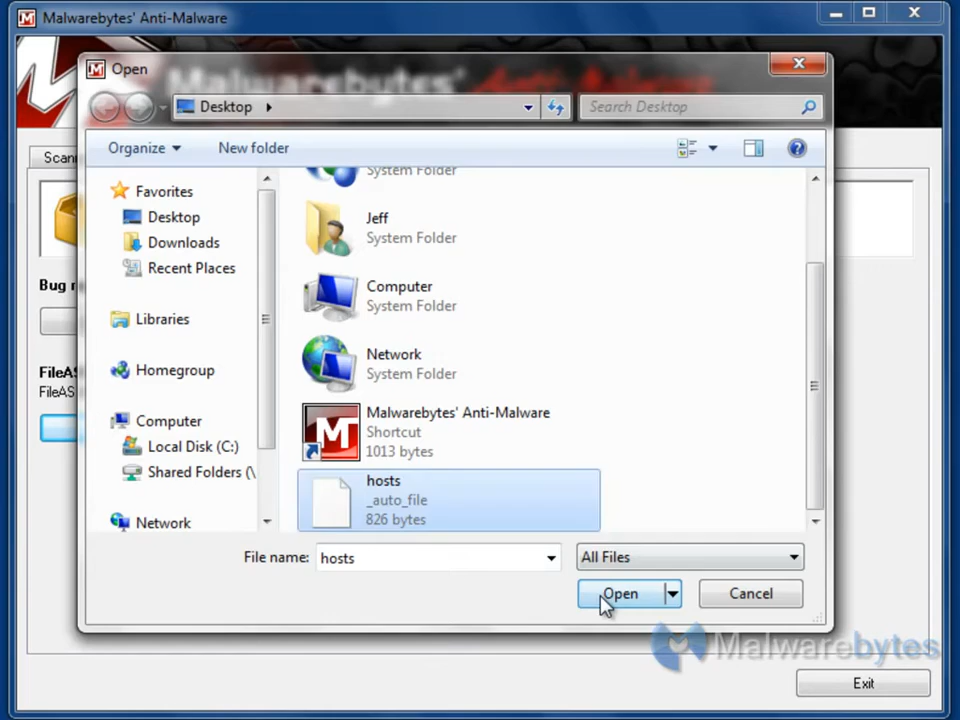 Malwarebytes' Anti-Malware
Malwarebytes'
Open
Desktop
Search Desktop
Organize
New folder
Scann
Favorites
Desktop
Downloads
Recent Places
Libraries
Homegroup
Computer
Local Disk (C:)
Shared Folders (\
Network
System Folder
Jeff
System Folder
Computer
System Folder
Network
System Folder
Malwarebytes' Anti-Malware
Shortcut
1013 bytes
hosts
_auto_file
826 bytes
Bug r
FileAS
FileAS
File name:
hosts
All Files
Open
Cancel
Malwarebytes
Exit